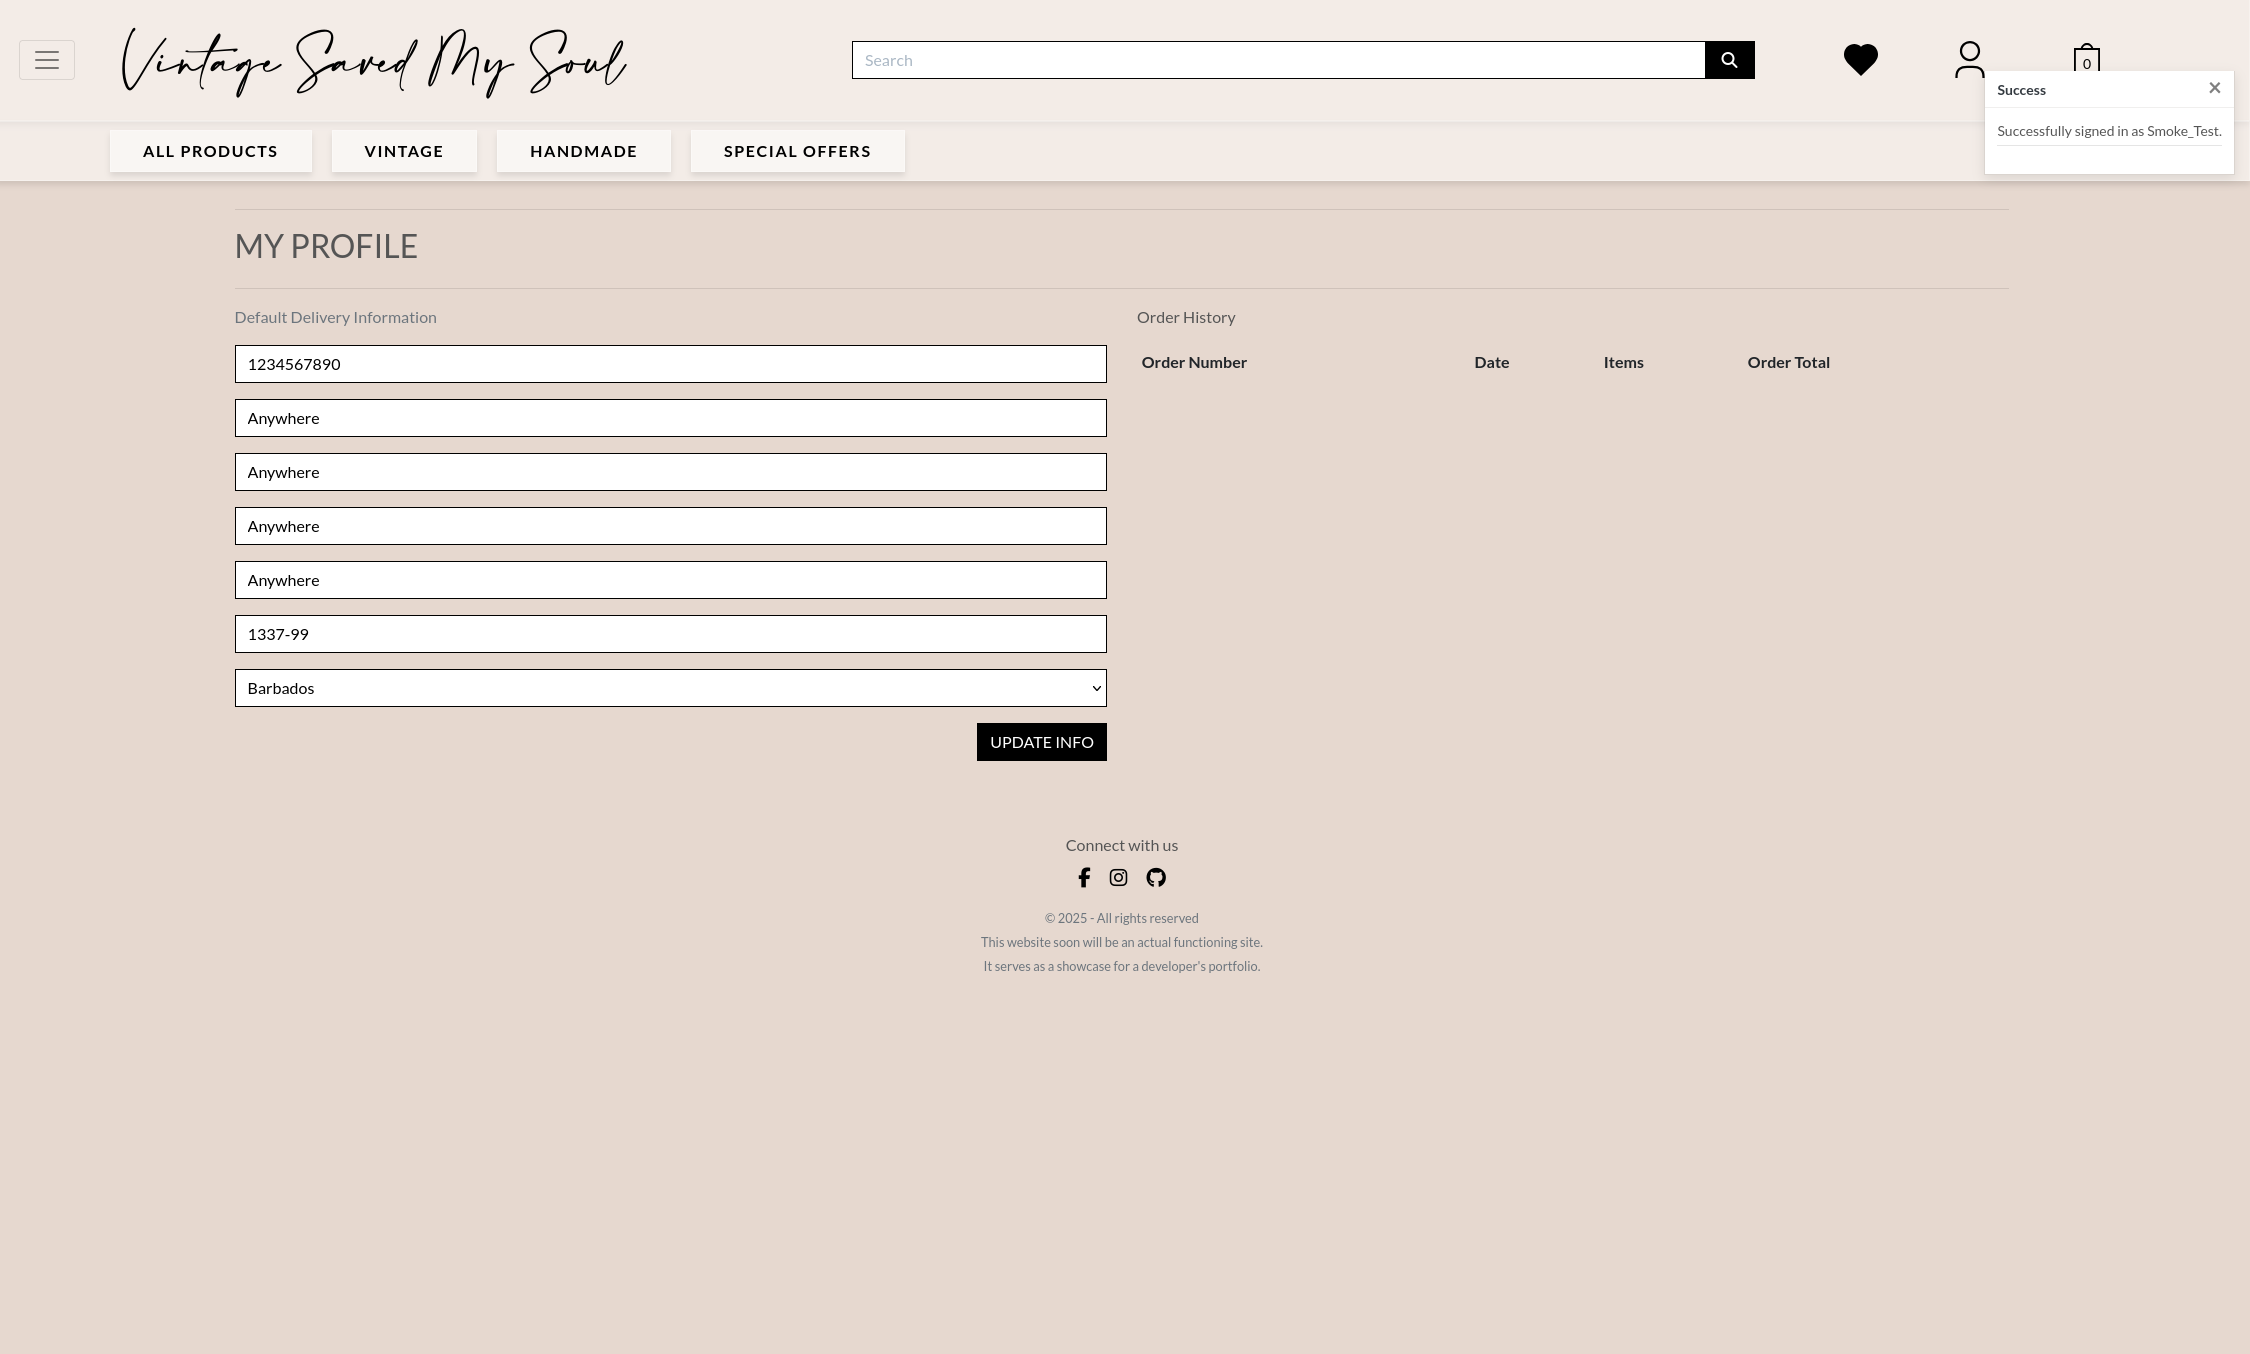 Vintage Saved My Soul
Search
0
Success
×
Successfully signed in as Smoke_Test.
ALL PRODUCTS
VINTAGE
HANDMADE
SPECIAL OFFERS
MY PROFILE
Default Delivery Information
1234567890
Anywhere
Anywhere
Anywhere
Anywhere
1337-99
Barbados
UPDATE INFO
Order History
Order Number Date Items Order Total
Connect with us
© 2025 - All rights reserved
This website soon will be an actual functioning site.
It serves as a showcase for a developer's portfolio.